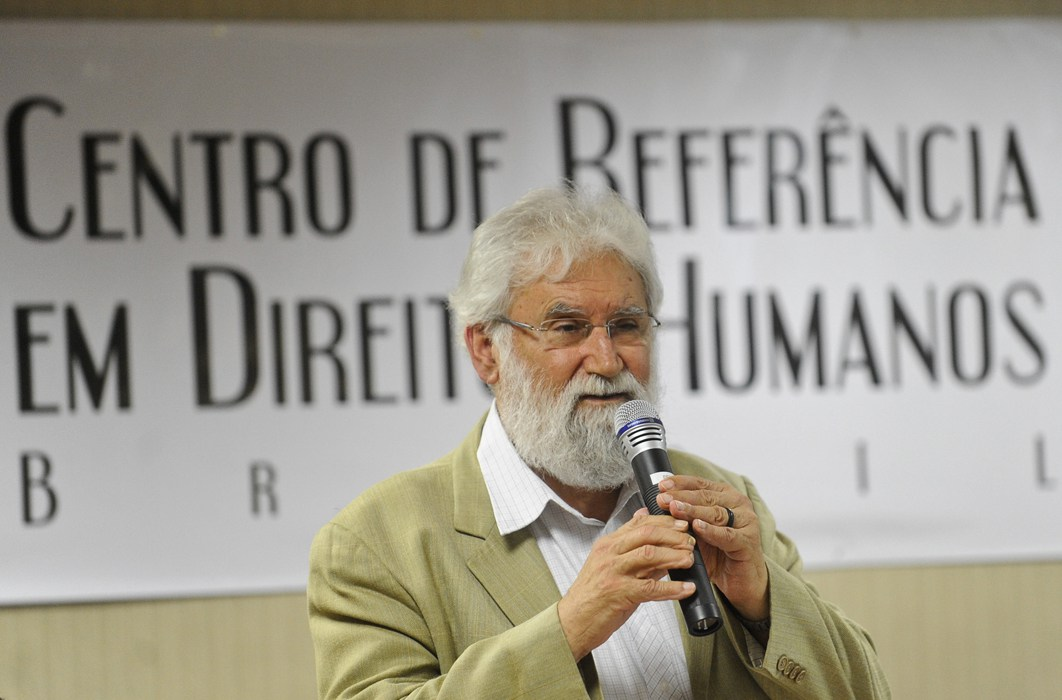 CENTRO DE REFERÊNCIA
EM DIREIT HUMANOS
B R I L